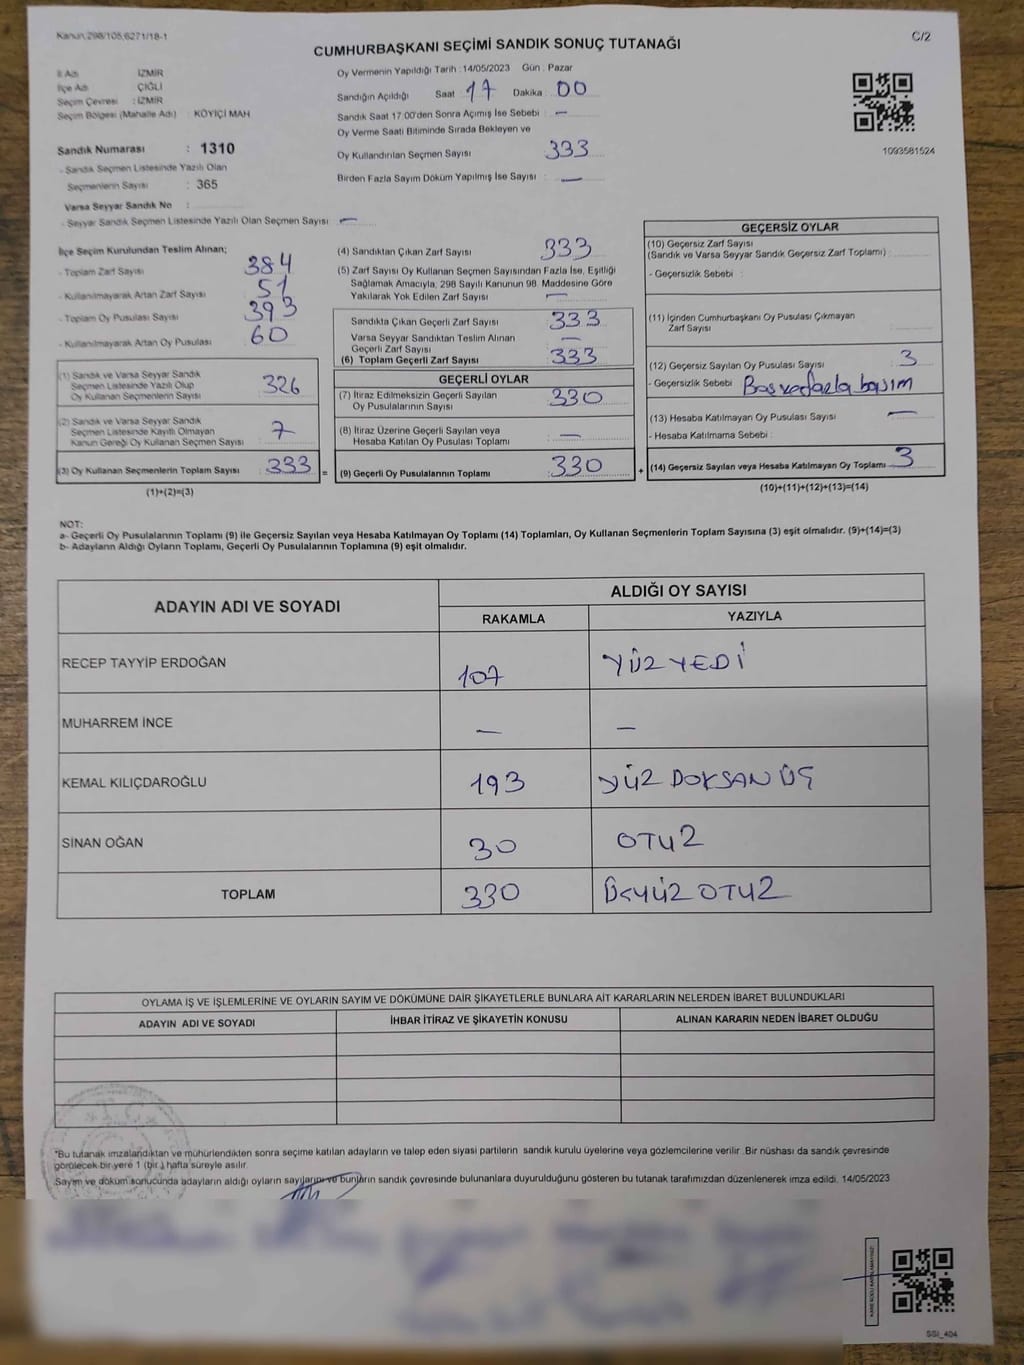 Kanun:298/105,6271/18-1
C/2
CUMHURBAŞKANI SEÇİMİ SANDIK SONUÇ TUTANAĞI
İl Adı : İZMİR
İlçe Adı : ÇİĞLİ
Seçim Çevresi : İZMİR
Seçim Bölgesi (Mahalle Adı) : KÖYİÇİ MAH
Sandık Numarası : 1310
- Sandık Seçmen Listesinde Yazılı Olan
Seçmenlerin Sayısı : 365
Varsa Seyyar Sandık No :
- Seyyar Sandık Seçmen Listesinde Yazılı Olan Seçmen Sayısı : —
Oy Vermenin Yapıldığı Tarih : 14/05/2023 Gün : Pazar
Sandığın Açıldığı Saat : 17 Dakika : 00
Sandık Saat 17:00'den Sonra Açımış İse Sebebi : —
Oy Verme Saati Bitiminde Sırada Bekleyen ve
Oy Kullandırılan Seçmen Sayısı : 333
Birden Fazla Sayım Döküm Yapılmış İse Sayısı : —
1093581524
İlçe Seçim Kurulundan Teslim Alınan;
- Toplam Zarf Sayısı : 384
- Kullanılmayarak Artan Zarf Sayısı : 51
- Toplam Oy Pusulası Sayısı : 393
- Kullanılmayarak Artan Oy Pusulası : 60
(1) Sandık ve Varsa Seyyar Sandık
Seçmen Listesinde Yazılı Olup
Oy Kullanan Seçmenlerin Sayısı : 326
(2) Sandık ve Varsa Seyyar Sandık
Seçmen Listesinde Kayıtlı Olmayan
Kanun Gereği Oy Kullanan Seçmen Sayısı : 7
(3) Oy Kullanan Seçmenlerin Toplam Sayısı : 333 =
(1)+(2)=(3)
(4) Sandıktan Çıkan Zarf Sayısı : 333
(5) Zarf Sayısı Oy Kullanan Seçmen Sayısından Fazla İse, Eşitliği
Sağlamak Amacıyla, 298 Sayılı Kanunun 98. Maddesine Göre
Yakılarak Yok Edilen Zarf Sayısı : —
Sandıkta Çıkan Geçerli Zarf Sayısı : 333
Varsa Seyyar Sandıktan Teslim Alınan
Geçerli Zarf Sayısı : —
(6) Toplam Geçerli Zarf Sayısı : 333
GEÇERLİ OYLAR
(7) İtiraz Edilmeksizin Geçerli Sayılan
Oy Pusulalarının Sayısı : 330
(8) İtiraz Üzerine Geçerli Sayılan veya
Hesaba Katılan Oy Pusulası Toplamı : —
(9) Geçerli Oy Pusulalarının Toplamı : 330 +
GEÇERSİZ OYLAR
(10) Geçersiz Zarf Sayısı
(Sandık ve Varsa Seyyar Sandık Geçersiz Zarf Toplamı) :
- Geçersizlik Sebebi :
(11) İçinden Cumhurbaşkanı Oy Pusulası Çıkmayan
Zarf Sayısı :
(12) Geçersiz Sayılan Oy Pusulası Sayısı : 3
- Geçersizlik Sebebi : Boş ve fazla basım
(13) Hesaba Katılmayan Oy Pusulası Sayısı : —
- Hesaba Katılmama Sebebi :
(14) Geçersiz Sayılan veya Hesaba Katılmayan Oy Toplamı : 3
(10)+(11)+(12)+(13)=(14)
NOT:
a- Geçerli Oy Pusulalarının Toplamı (9) ile Geçersiz Sayılan veya Hesaba Katılmayan Oy Toplamı (14) Toplamları, Oy Kullanan Seçmenlerin Toplam Sayısına (3) eşit olmalıdır. (9)+(14)=(3)
b- Adayların Aldığı Oyların Toplamı, Geçerli Oy Pusulalarının Toplamına (9) eşit olmalıdır.
ADAYIN ADI VE SOYADI
ALDIĞI OY SAYISI
RAKAMLA YAZIYLA
RECEP TAYYİP ERDOĞAN 107 YÜZ YEDİ
MUHARREM İNCE — —
KEMAL KILIÇDAROĞLU 193 YÜZ DOKSAN ÜÇ
SİNAN OĞAN 30 OTUZ
TOPLAM 330 ÜÇYÜZ OTUZ
OYLAMA İŞ VE İŞLEMLERİNE VE OYLARIN SAYIM VE DÖKÜMÜNE DAİR ŞİKAYETLERLE BUNLARA AİT KARARLARIN NELERDEN İBARET BULUNDUKLARI
ADAYIN ADI VE SOYADI İHBAR İTİRAZ VE ŞİKAYETİN KONUSU ALINAN KARARIN NEDEN İBARET OLDUĞU
T.C.
*Bu tutanak imzalandıktan ve mühürlendikten sonra seçime katılan adayların ve talep eden siyasi partilerin sandık kurulu üyelerine veya gözlemcilerine verilir. Bir nüshası da sandık çevresinde
görülecek bir yere 1 (bir ) hafta süreyle asılır.
Sayım ve döküm sonucunda adayların aldığı oyların sayılarını ve bunların sandık çevresinde bulunanlara duyurulduğunu gösteren bu tutanak tarafımızdan düzenlenerek imza edildi. 14/05/2023
SSI_404